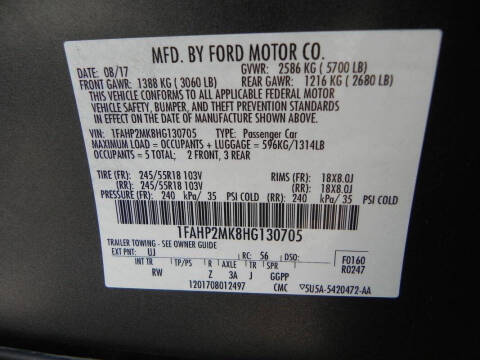 MFD. BY FORD MOTOR CO.
DATE: 08/17 GVWR: 2586 KG ( 5700 LB)
FRONT GAWR: 1388 KG ( 3060 LB) REAR GAWR: 1216 KG ( 2680 LB)
THIS VEHICLE CONFORMS TO ALL APPLICABLE FEDERAL MOTOR
VEHICLE SAFETY, BUMPER, AND THEFT PREVENTION STANDARDS
IN EFFECT ON THE DATE OF MANUFACTURE SHOWN ABOVE.
VIN: 1FAHP2MK8HG130705 TYPE: Passenger Car
MAXIMUM LOAD = OCCUPANTS + LUGGAGE = 596KG/1314LB
OCCUPANTS = 5 TOTAL; 2 FRONT, 3 REAR
TIRE (FR): 245/55R18 103V RIMS (FR): 18X8.0J
(RR): 245/55R18 103V (RR): 18X8.0J
PRESSURE (FR): 240 kPa/ 35 PSI COLD (RR): 240 kPa/ 35 PSI COLD
1FAHP2MK8HG130705
TRAILER TOWING - SEE OWNER GUIDE
EXT PNT: UJ RC: 56 DSO: F0160
INT TR TP/PS R AXLE TR SPR R0247
RW Z 3A J GGPP
1201708012497 CMC 5U5A-5420472-AA